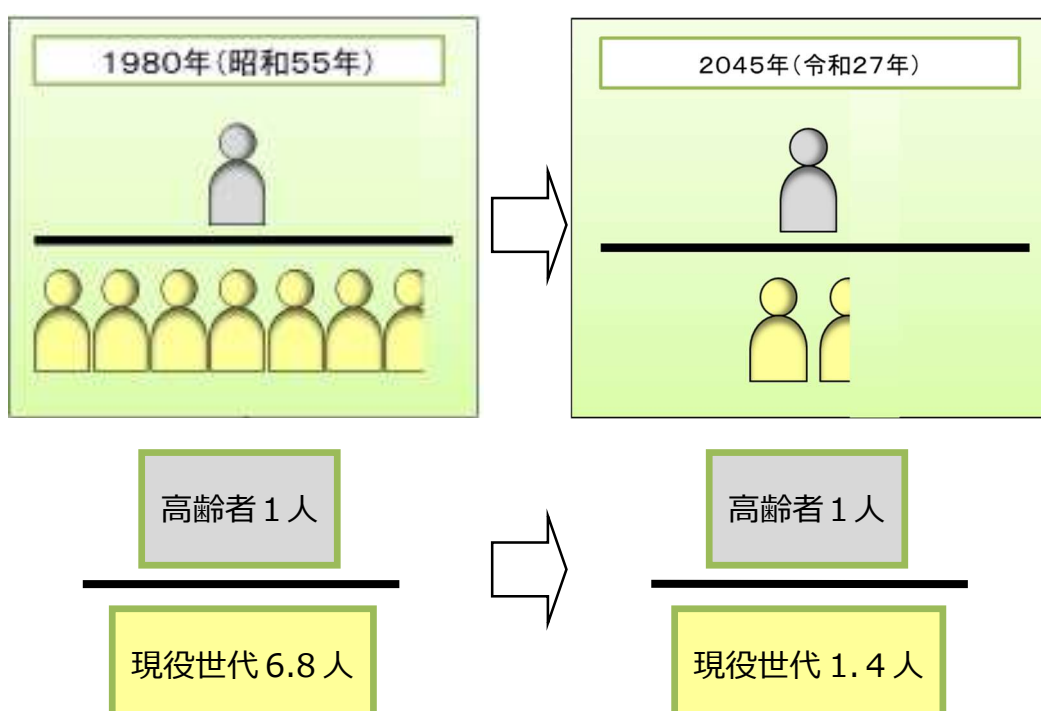 1980年(昭和55年)
2045年(令和27年)
高齢者1人
高齢者1人
現役世代6.8人
現役世代1.4人